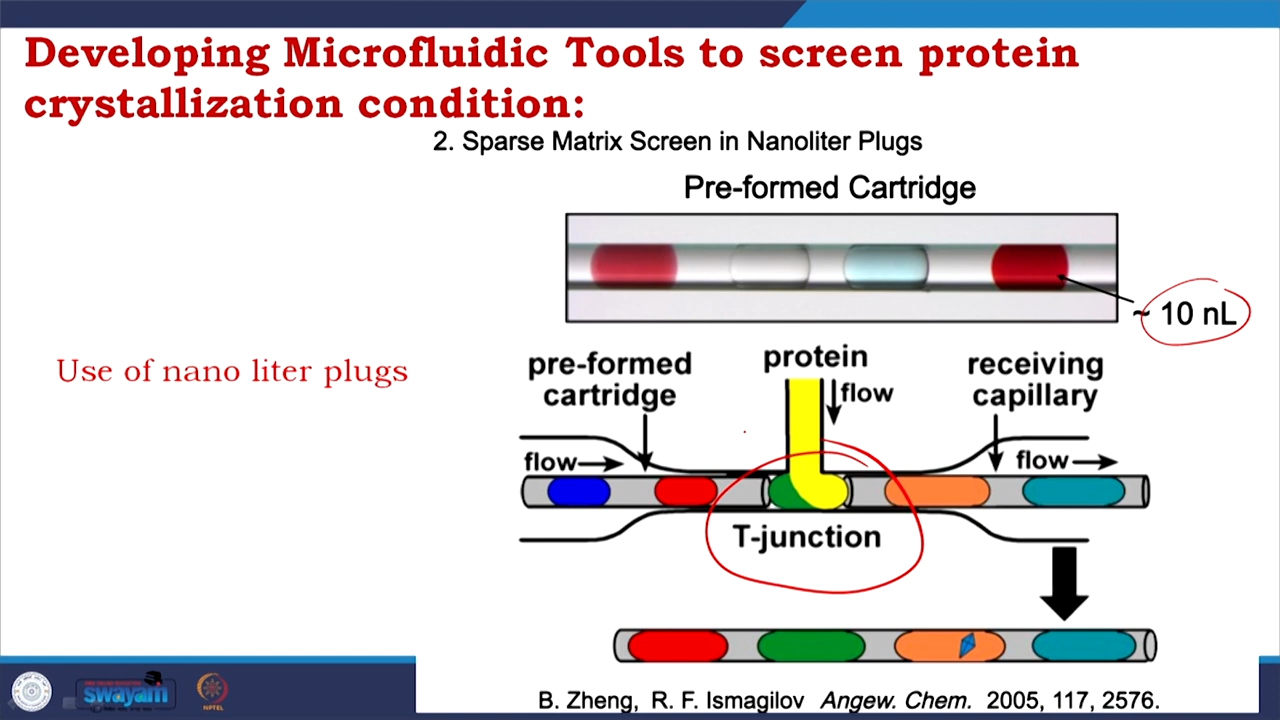 Developing Microfluidic Tools to screen protein
crystallization condition:
2. Sparse Matrix Screen in Nanoliter Plugs
Pre-formed Cartridge
~ 10 nL
Use of nano liter plugs
pre-formed
cartridge
protein
flow
receiving
capillary
flow
flow
T-junction
swayam
NPTEL
B. Zheng, R. F. Ismagilov Angew. Chem. 2005, 117, 2576.